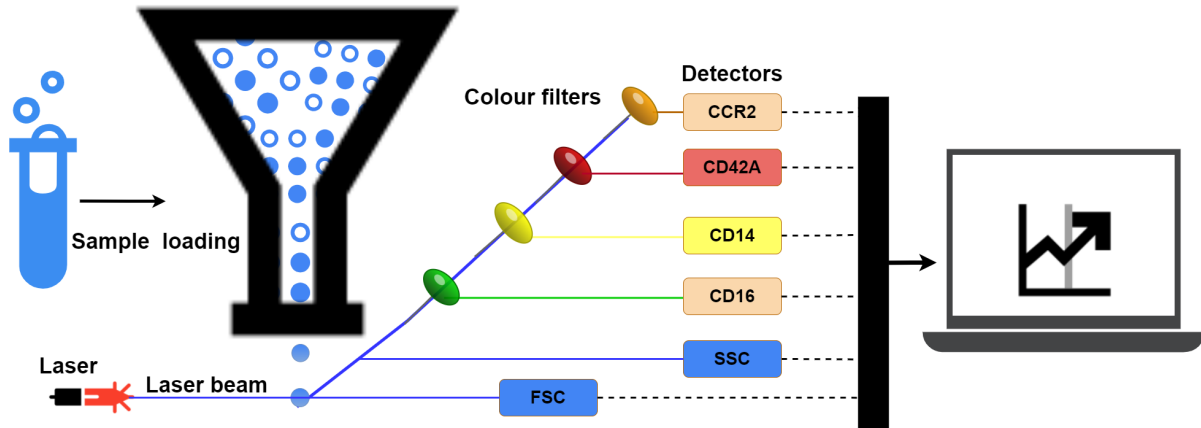 Detectors
Colour filters
CCR2
CD42A
Sample loading
CD14
CD16
SSC
Laser
Laser beam
FSC